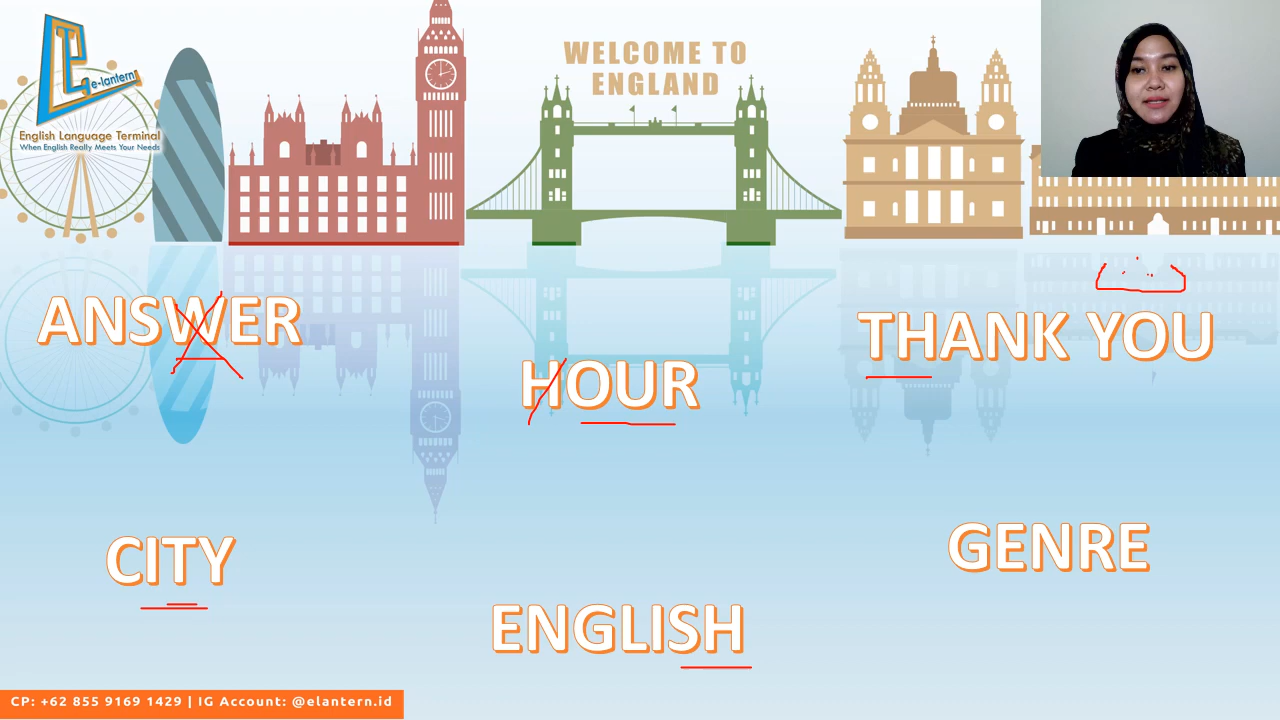 e-lantern
English Language Terminal
When English Really Meets Your Needs
WELCOME TO
ENGLAND
ANSWER
HOUR
THANK YOU
CITY
ENGLISH
GENRE
CP: +62 855 9169 1429 | IG Account: @elantern.id